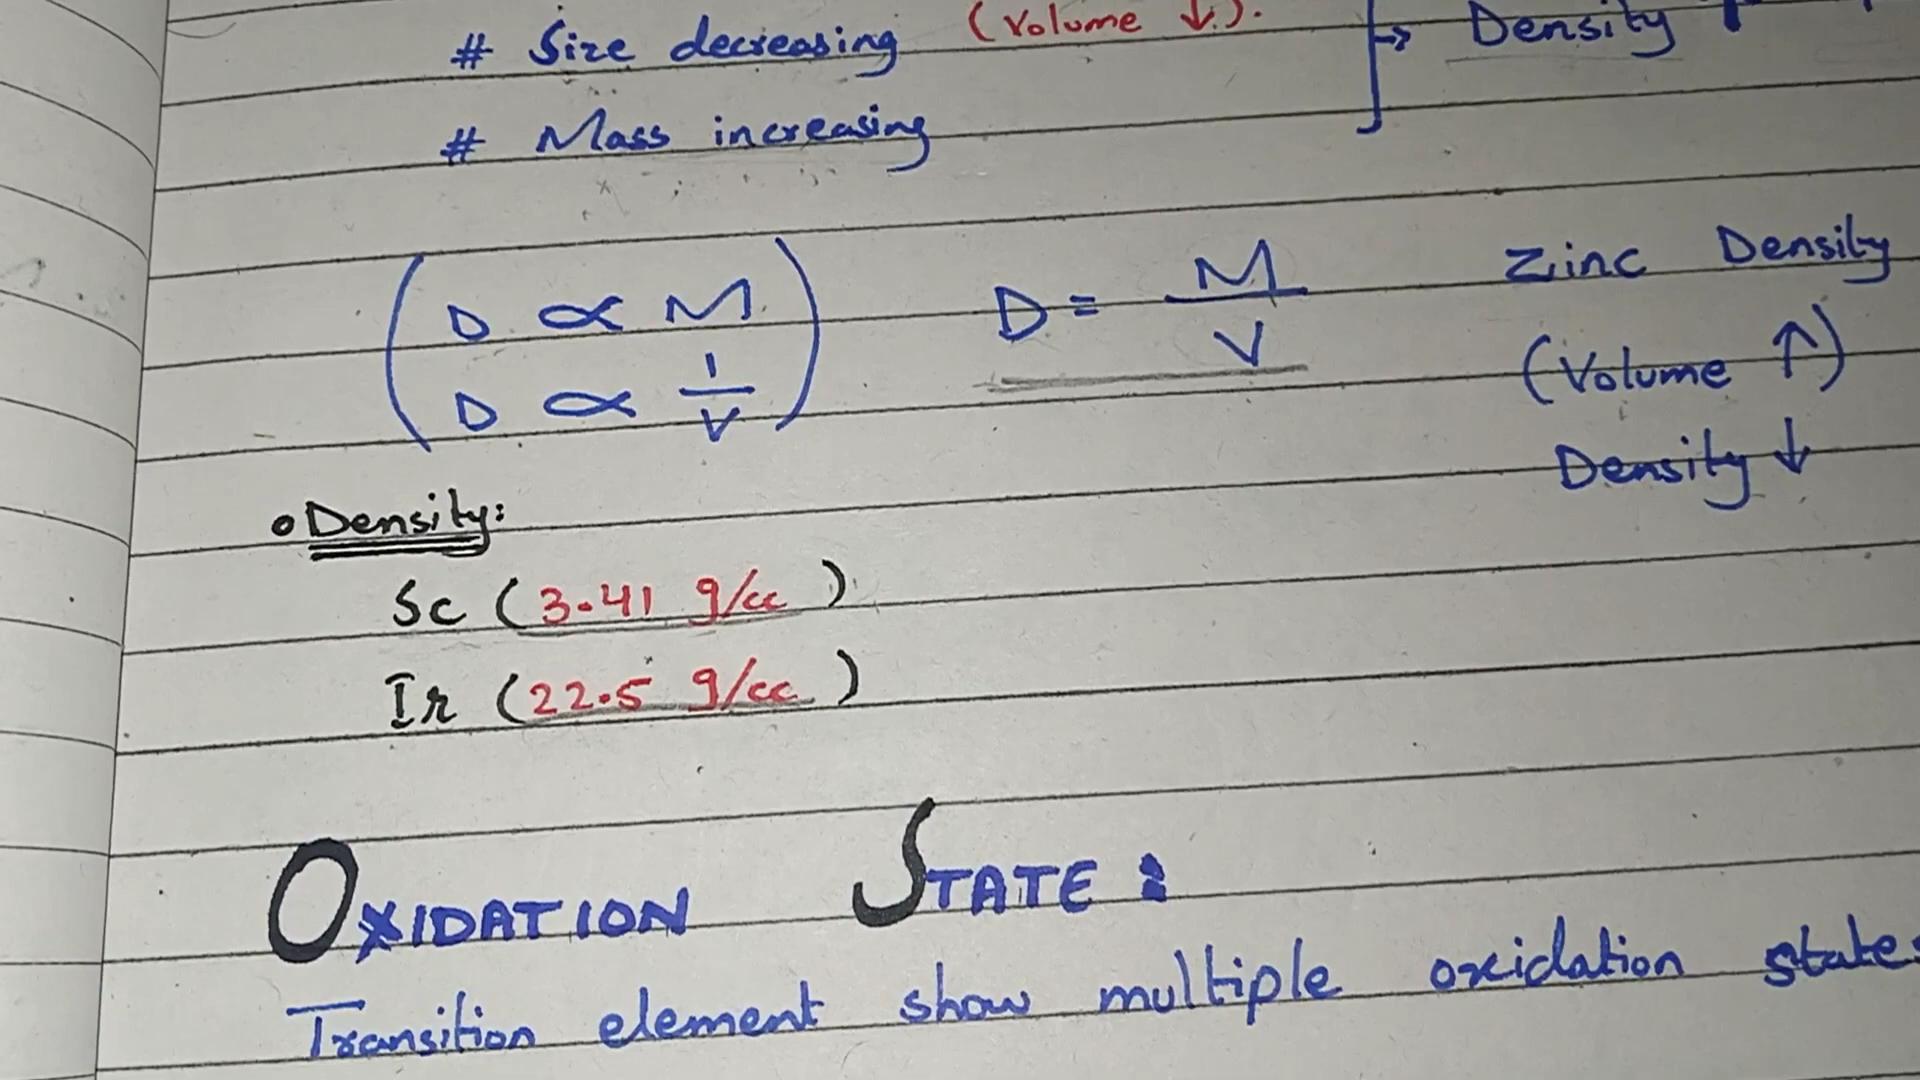 # Size decreasing (Volume ↓). → Density
# Mass increasing
D ∝ M
D ∝ 1/V
D = M/V
Zinc Density
(Volume ↑)
Density ↓
• Density:
Sc (3.41 g/cc)
Ir (22.5 g/cc)
OXIDATION STATE:
Transition element show multiple oxidation states